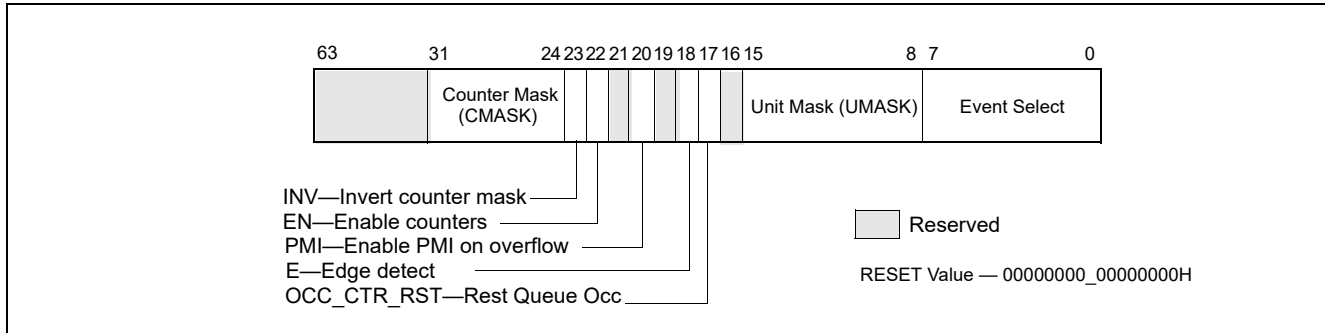 63 31 24 23 22 21 20 19 18 17 16 15 8 7 0
Counter Mask
(CMASK)
Unit Mask (UMASK)
Event Select
INV—Invert counter mask
EN—Enable counters
PMI—Enable PMI on overflow
E—Edge detect
OCC_CTR_RST—Rest Queue Occ
Reserved
RESET Value — 00000000_00000000H